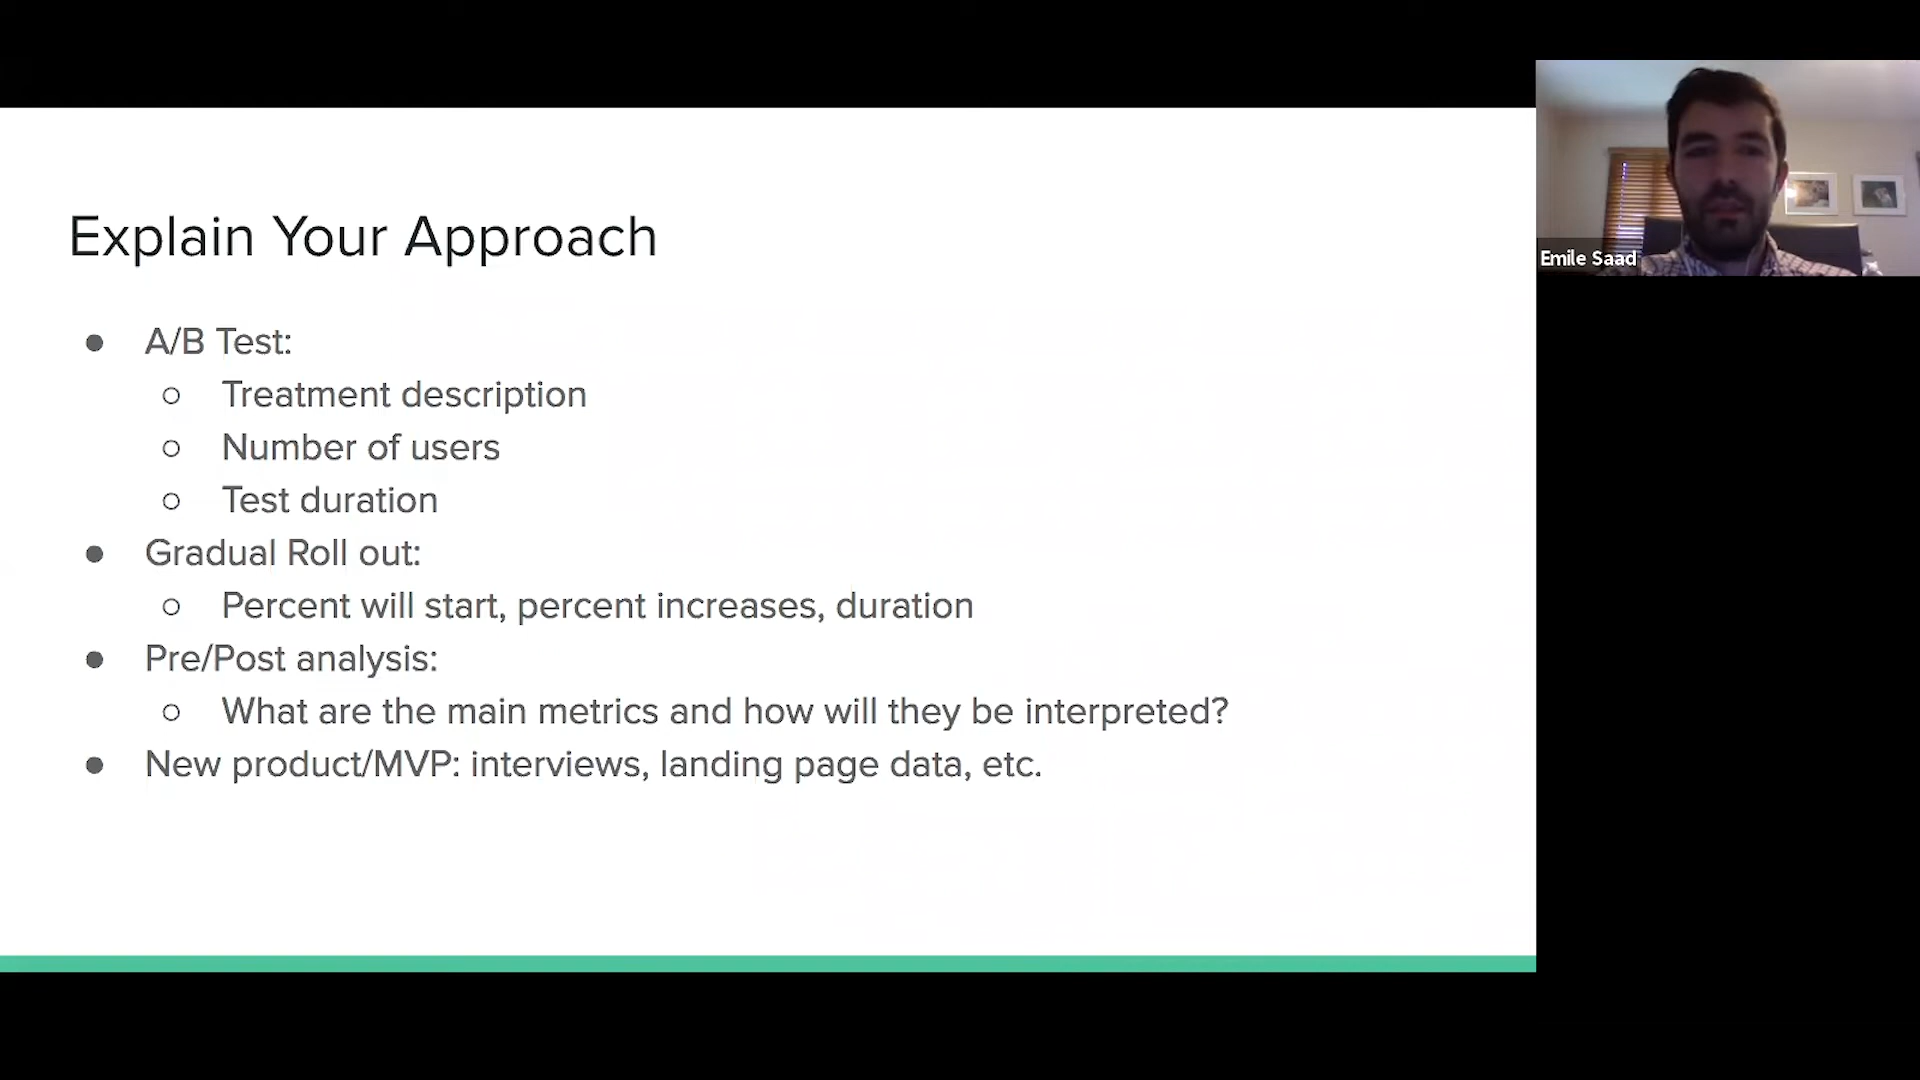 Explain Your Approach
● A/B Test:
○ Treatment description
○ Number of users
○ Test duration
● Gradual Roll out:
○ Percent will start, percent increases, duration
● Pre/Post analysis:
○ What are the main metrics and how will they be interpreted?
● New product/MVP: interviews, landing page data, etc.
Emile Saad